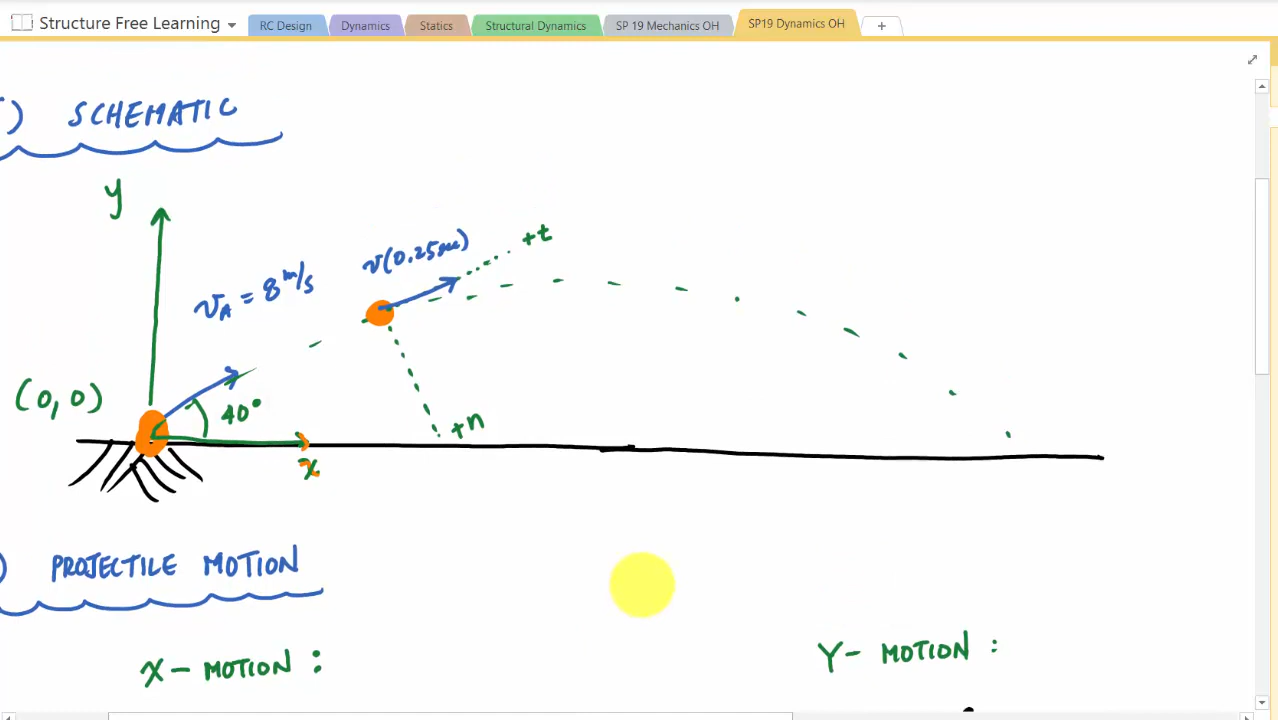 Structure Free Learning
RC Design Dynamics Statics Structural Dynamics SP 19 Mechanics OH SP19 Dynamics OH
) SCHEMATIC
y
v(0.25sec) +t
v_A = 8 m/s
(0,0) 40°
+n
x
) PROJECTILE MOTION
X- MOTION : Y- MOTION :